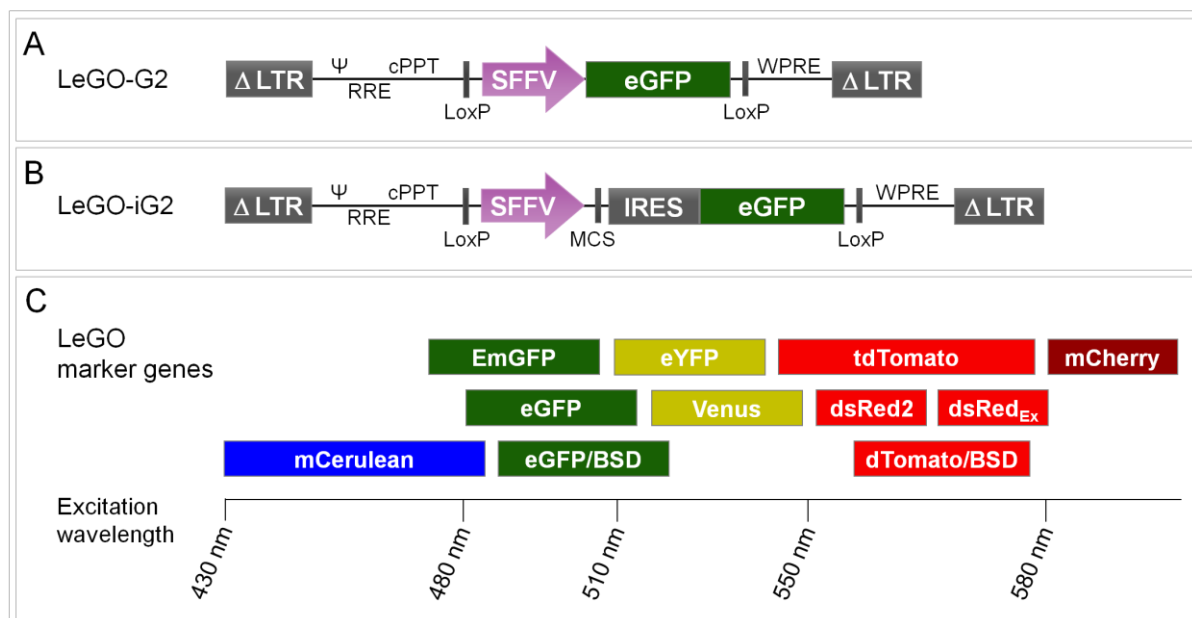 A
LeGO-G2
Δ LTR
Ψ
cPPT
RRE
LoxP
SFFV
eGFP
LoxP
WPRE
Δ LTR
B
LeGO-iG2
Δ LTR
Ψ
cPPT
RRE
LoxP
SFFV
MCS
IRES
eGFP
LoxP
WPRE
Δ LTR
C
LeGO
marker genes
EmGFP
eYFP
tdTomato
mCherry
eGFP
Venus
dsRed2
dsRedEx
mCerulean
eGFP/BSD
dTomato/BSD
Excitation
wavelength
430 nm
480 nm
510 nm
550 nm
580 nm